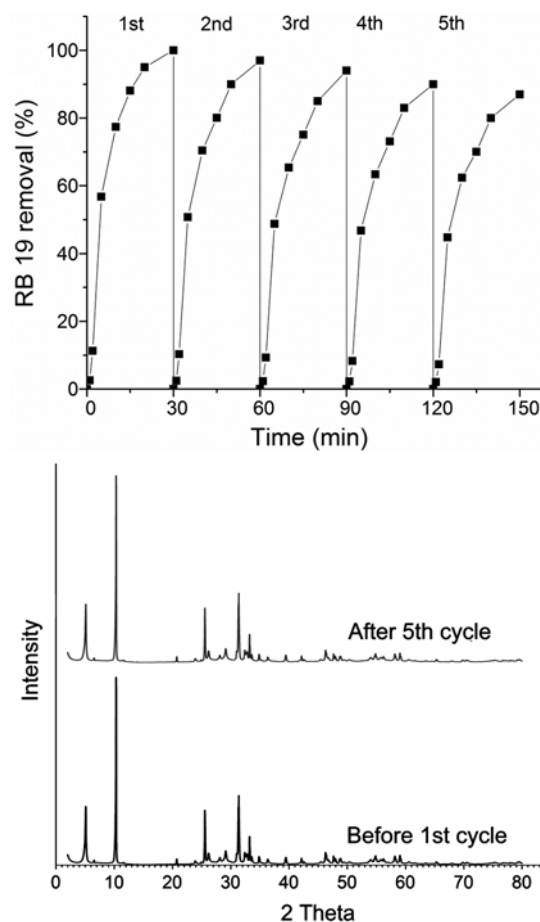 1st 2nd 3rd 4th 5th
100
80
60
40
20
0
RB 19 removal (%)
0 30 60 90 120 150
Time (min)
After 5th cycle
Intensity
Before 1st cycle
0 10 20 30 40 50 60 70 80
2 Theta